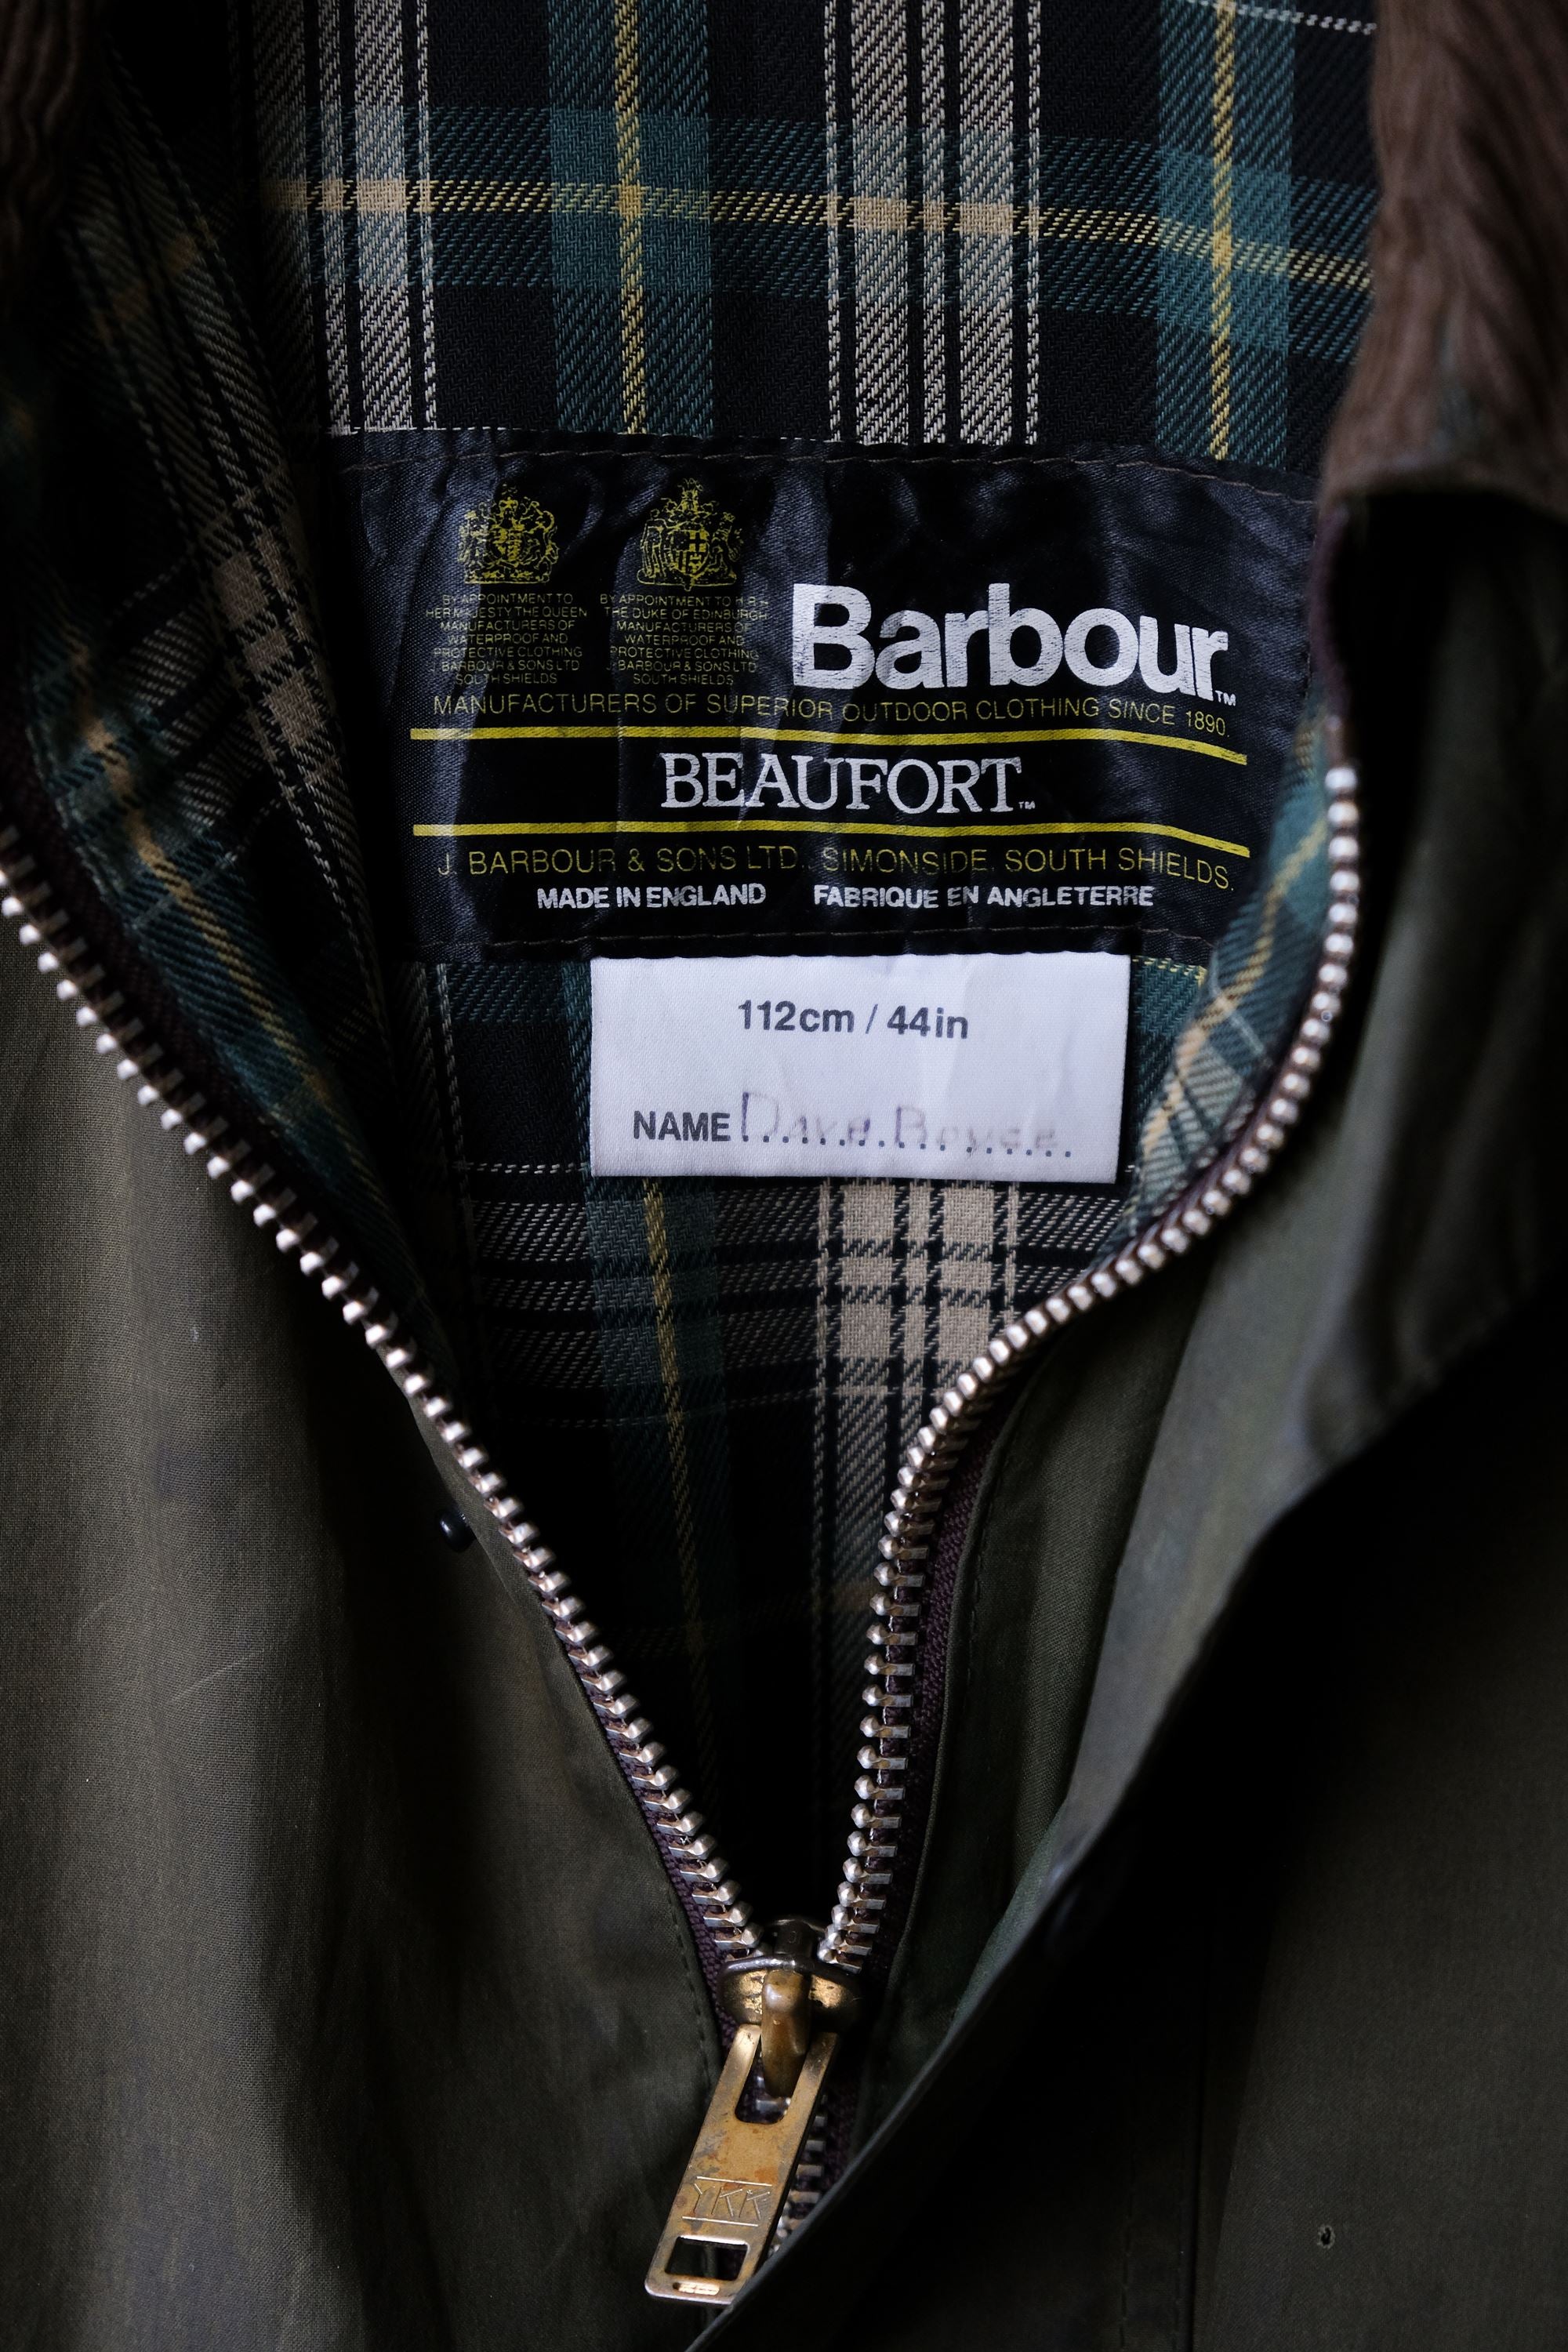 BY APPOINTMENT TO
HER MAJESTY THE QUEEN
MANUFACTURERS OF
WATERPROOF AND
PROTECTIVE CLOTHING
J. BARBOUR & SONS LTD
SOUTH SHIELDS
BY APPOINTMENT TO H.R.H.
THE DUKE OF EDINBURGH
MANUFACTURERS OF
WATERPROOF AND
PROTECTIVE CLOTHING
J. BARBOUR & SONS LTD.
SOUTH SHIELDS.
Barbour™
MANUFACTURERS OF SUPERIOR OUTDOOR CLOTHING SINCE 1890.
BEAUFORT™
J. BARBOUR & SONS LTD. SIMONSIDE, SOUTH SHIELDS.
MADE IN ENGLAND FABRIQUE EN ANGLETERRE
112cm / 44in
NAME Dave
YKK